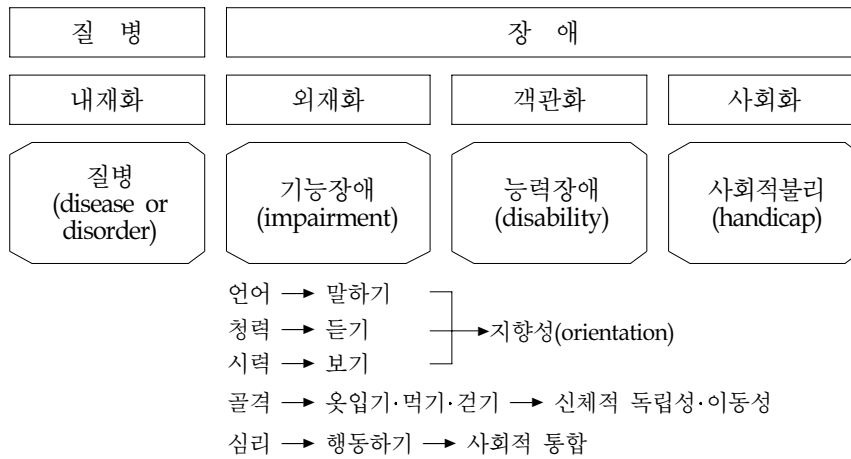 질 병 장 애
내재화 외재화 객관화 사회화
질병 (disease or disorder)
기능장애 (impairment)
능력장애 (disability)
사회적불리 (handicap)
언어 → 말하기
청력 → 듣기 → 지향성(orientation)
시력 → 보기
골격 → 옷입기·먹기·걷기 → 신체적 독립성·이동성
심리 → 행동하기 → 사회적 통합